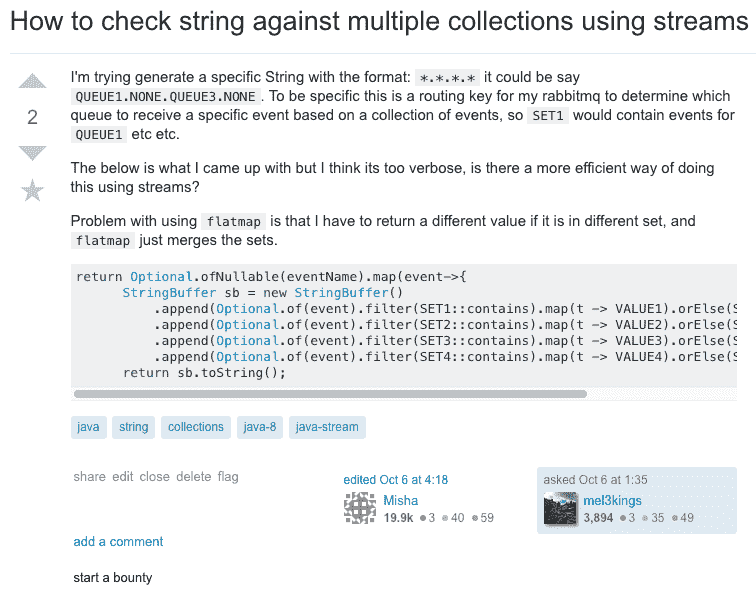 How to check string against multiple collections using streams
I'm trying generate a specific String with the format: *.*.*.* it could be say
QUEUE1.NONE.QUEUE3.NONE. To be specific this is a routing key for my rabbitmq to determine which
queue to receive a specific event based on a collection of events, so SET1 would contain events for
QUEUE1 etc etc.
2
The below is what I came up with but I think its too verbose, is there a more efficient way of doing
this using streams?
Problem with using flatmap is that I have to return a different value if it is in different set, and
flatmap just merges the sets.
return Optional.ofNullable(eventName).map(event->{
StringBuffer sb = new StringBuffer()
.append(Optional.of(event).filter(SET1::contains).map(t -> VALUE1).orElse(S
.append(Optional.of(event).filter(SET2::contains).map(t -> VALUE2).orElse(S
.append(Optional.of(event).filter(SET3::contains).map(t -> VALUE3).orElse(S
.append(Optional.of(event).filter(SET4::contains).map(t -> VALUE4).orElse(S
return sb.toString();
java string collections java-8 java-stream
share edit close delete flag
edited Oct 6 at 4:18
Misha
19.9k ●3 ●40 ●59
asked Oct 6 at 1:35
mel3kings
3,894 ●3 ●35 ●49
add a comment
start a bounty